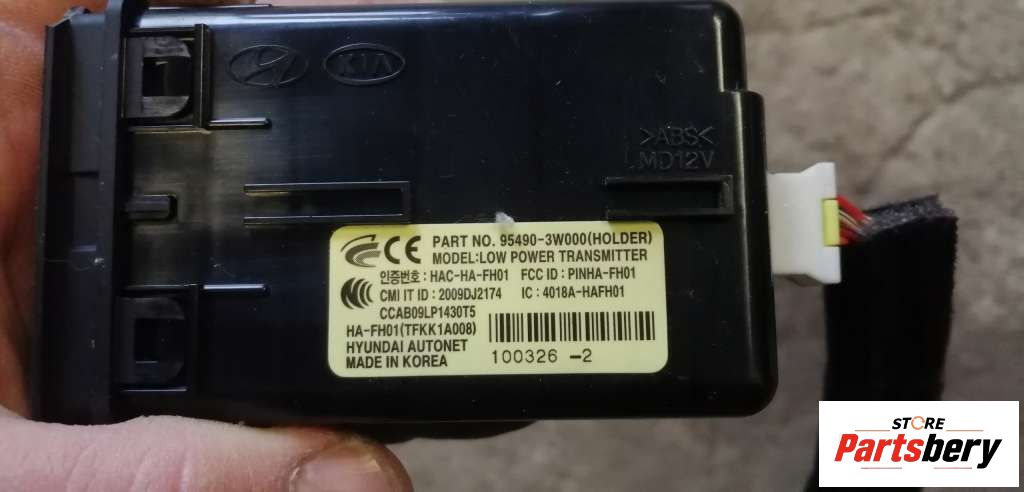 KIA
>ABS<
MD12V
CE PART NO. 95490-3W000(HOLDER)
MODEL:LOW POWER TRANSMITTER
인증번호 : HAC-HA-FH01 FCC ID : PINHA-FH01
CMI IT ID : 2009DJ2174 IC : 4018A-HAFH01
CCAB09LP1430T5
HA-FH01(TFKK1A008)
HYUNDAI AUTONET
MADE IN KOREA
100326 -2
STORE
Partsbery